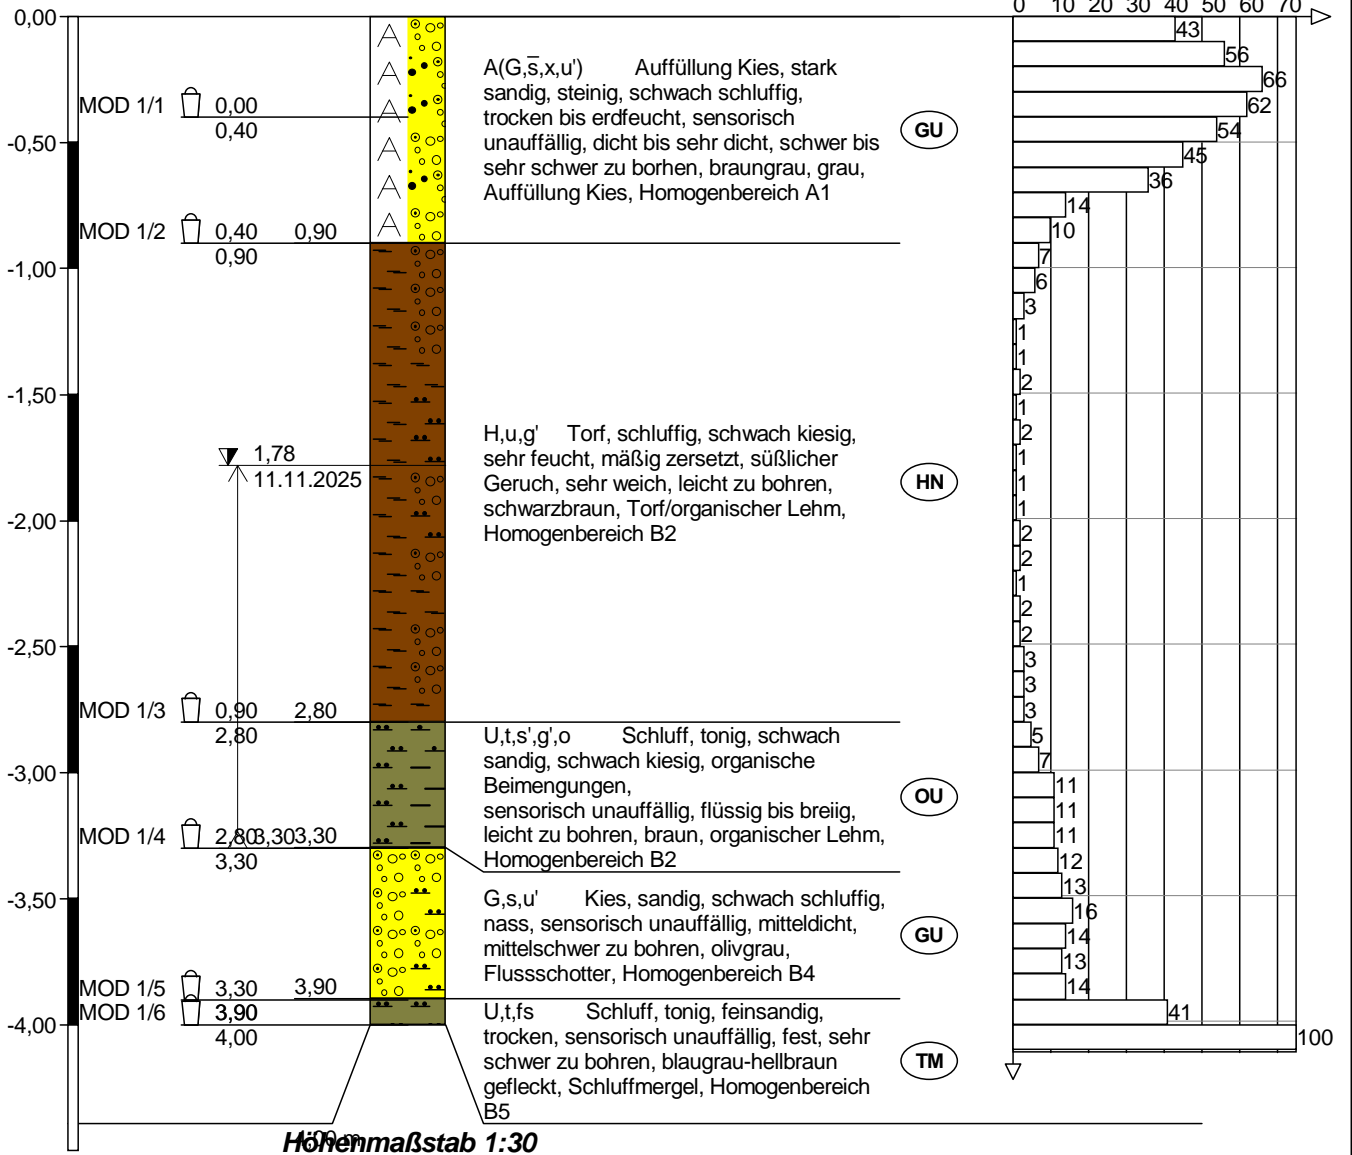 0 10 20 30 40 50 60 70
0,00
-0,50
-1,00
-1,50
-2,00
-2,50
-3,00
-3,50
-4,00
MOD 1/1 0,00
0,40
MOD 1/2 0,40 0,90
0,90
1,78
11.11.2025
MOD 1/3 0,90 2,80
2,80
MOD 1/4 2,80 3,30 3,30
3,30
MOD 1/5 3,30 3,90
MOD 1/6 3,90
4,00
A
A
A
A
A
A
A(G,s̅,x,u') Auffüllung Kies, stark
sandig, steinig, schwach schluffig,
trocken bis erdfeucht, sensorisch
unauffällig, dicht bis sehr dicht, schwer bis
sehr schwer zu borhen, braungrau, grau,
Auffüllung Kies, Homogenbereich A1
GU
H,u,g' Torf, schluffig, schwach kiesig,
sehr feucht, mäßig zersetzt, süßlicher
Geruch, sehr weich, leicht zu bohren,
schwarzbraun, Torf/organischer Lehm,
Homogenbereich B2
HN
U,t,s',g',o Schluff, tonig, schwach
sandig, schwach kiesig, organische
Beimengungen,
sensorisch unauffällig, flüssig bis breiig,
leicht zu bohren, braun, organischer Lehm,
Homogenbereich B2
OU
G,s,u' Kies, sandig, schwach schluffig,
nass, sensorisch unauffällig, mitteldicht,
mittelschwer zu bohren, olivgrau,
Flussschotter, Homogenbereich B4
GU
U,t,fs Schluff, tonig, feinsandig,
trocken, sensorisch unauffällig, fest, sehr
schwer zu bohren, blaugrau-hellbraun
gefleckt, Schluffmergel, Homogenbereich
B5
TM
43
56
66
62
54
45
36
14
10
7
6
3
1
1
2
1
2
1
1
1
2
2
1
2
2
3
3
3
5
7
11
11
11
12
13
16
14
13
14
41
100
4,00 m
Höhenmaßstab 1:30